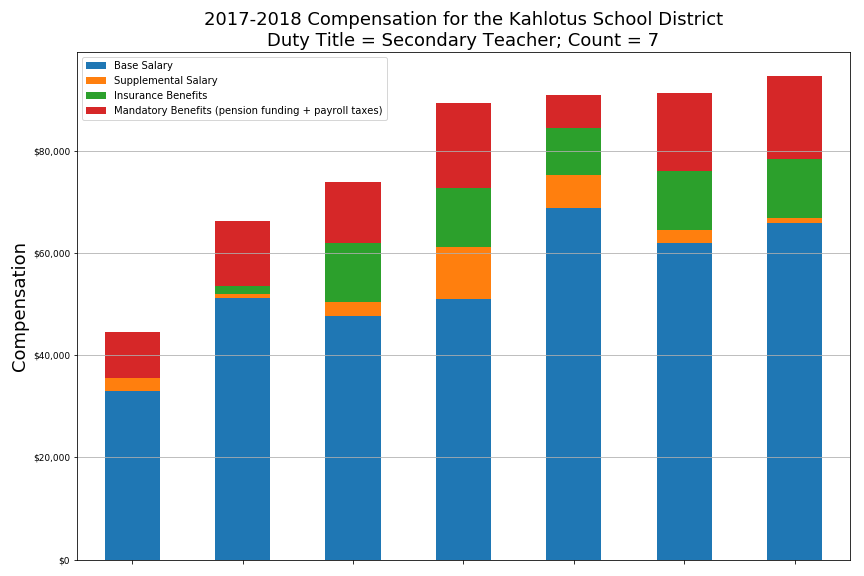 2017-2018 Compensation for the Kahlotus School District
Duty Title = Secondary Teacher; Count = 7
Base Salary
Supplemental Salary
Insurance Benefits
Mandatory Benefits (pension funding + payroll taxes)
Compensation
$80,000
$60,000
$40,000
$20,000
$0